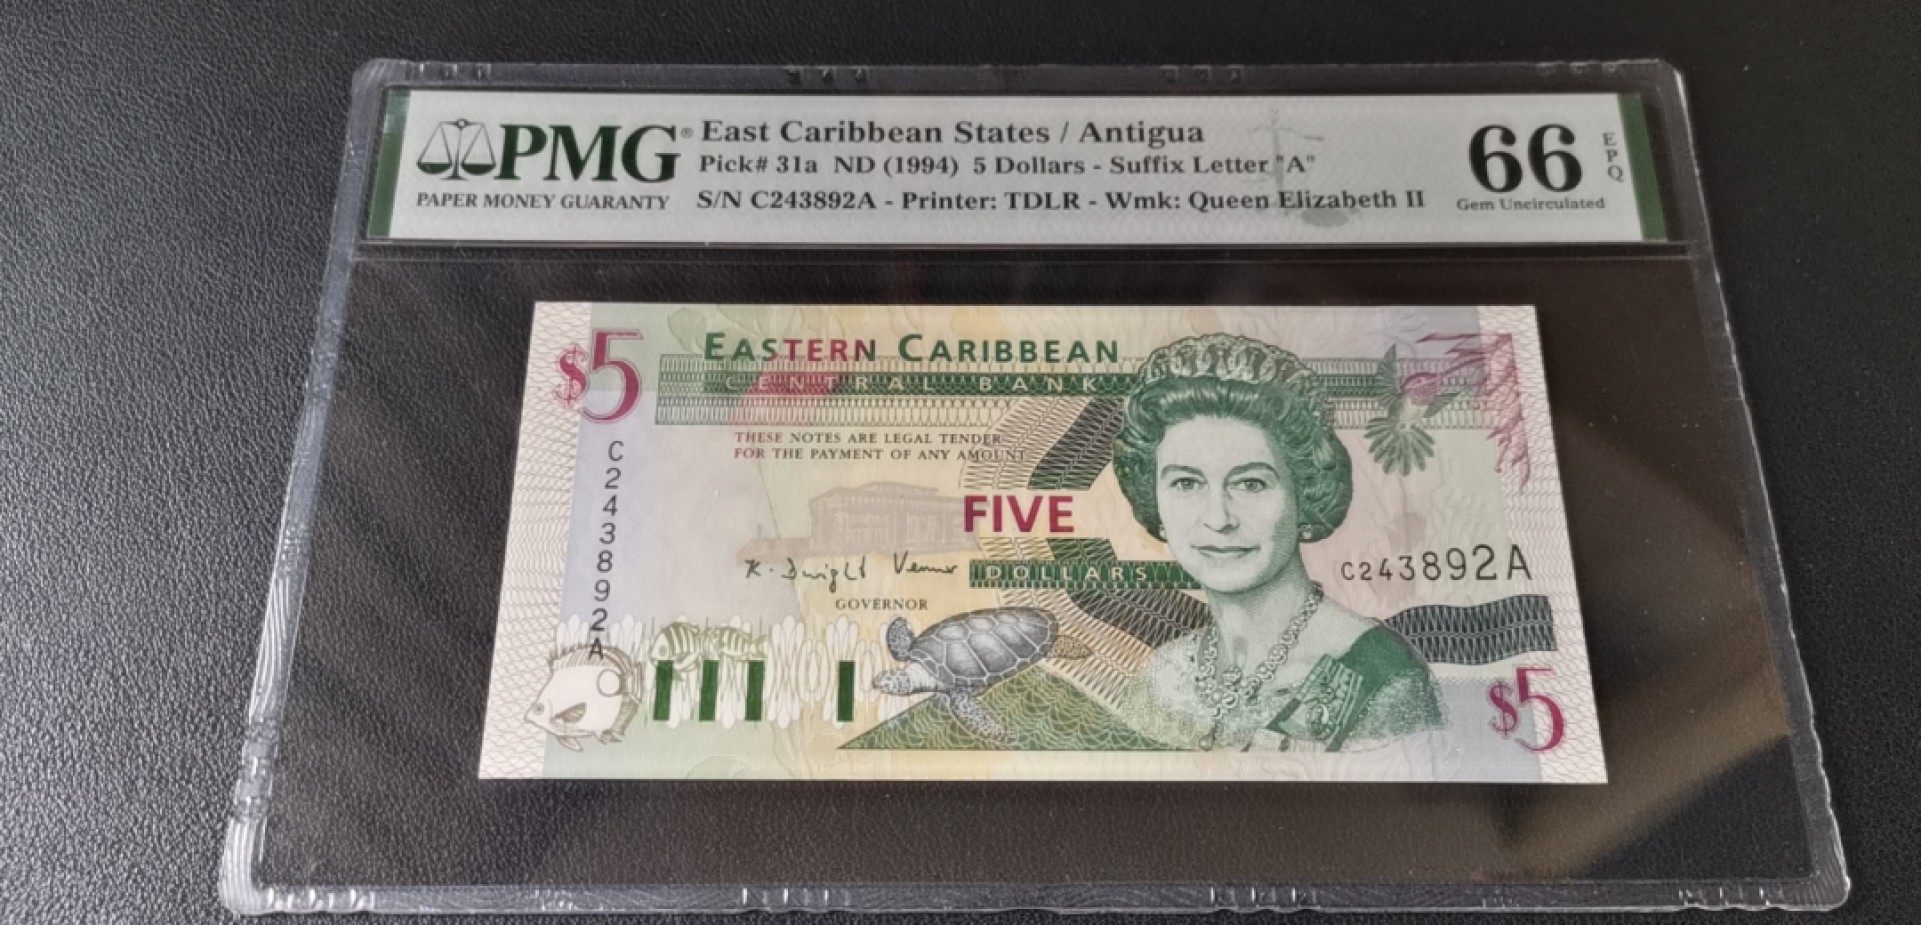 PMG®
PAPER MONEY GUARANTY
East Caribbean States / Antigua
Pick# 31a ND (1994) 5 Dollars - Suffix Letter "A"
S/N C243892A - Printer: TDLR - Wmk: Queen Elizabeth II
66
EPQ
Gem Uncirculated
$5
EASTERN CARIBBEAN
CENTRAL BANK
THESE NOTES ARE LEGAL TENDER
FOR THE PAYMENT OF ANY AMOUNT
C243892A
FIVE
DOLLARS
K. Dwight Venner
GOVERNOR
C243892A
$5